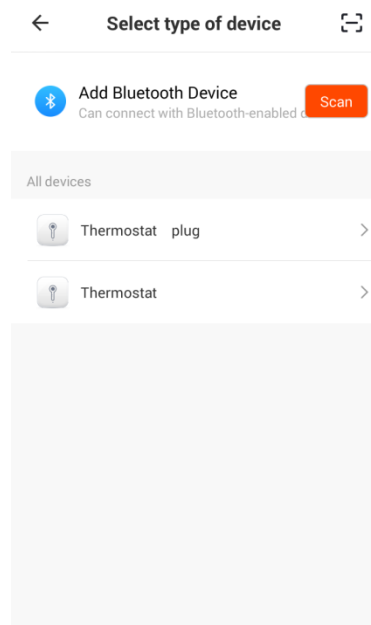 Select type of device
Add Bluetooth Device
Scan
Can connect with Bluetooth-enabled
All devices
Thermostat plug
Thermostat